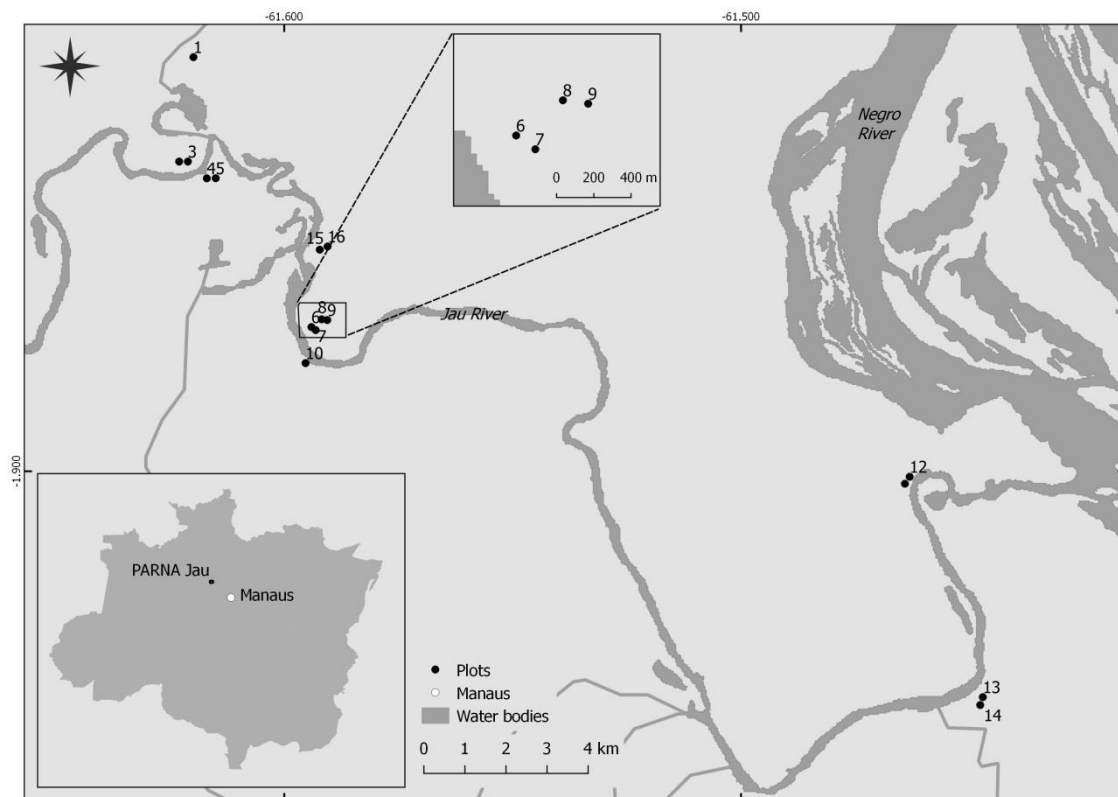 -61.600
-61.500
1
3
45
15
16
8
9
6
7
10
8
9
6
7
0 200 400 m
Negro
River
Jau River
-1.900
12
13
14
PARNA Jau
Manaus
Plots
Manaus
Water bodies
0 1 2 3 4 km